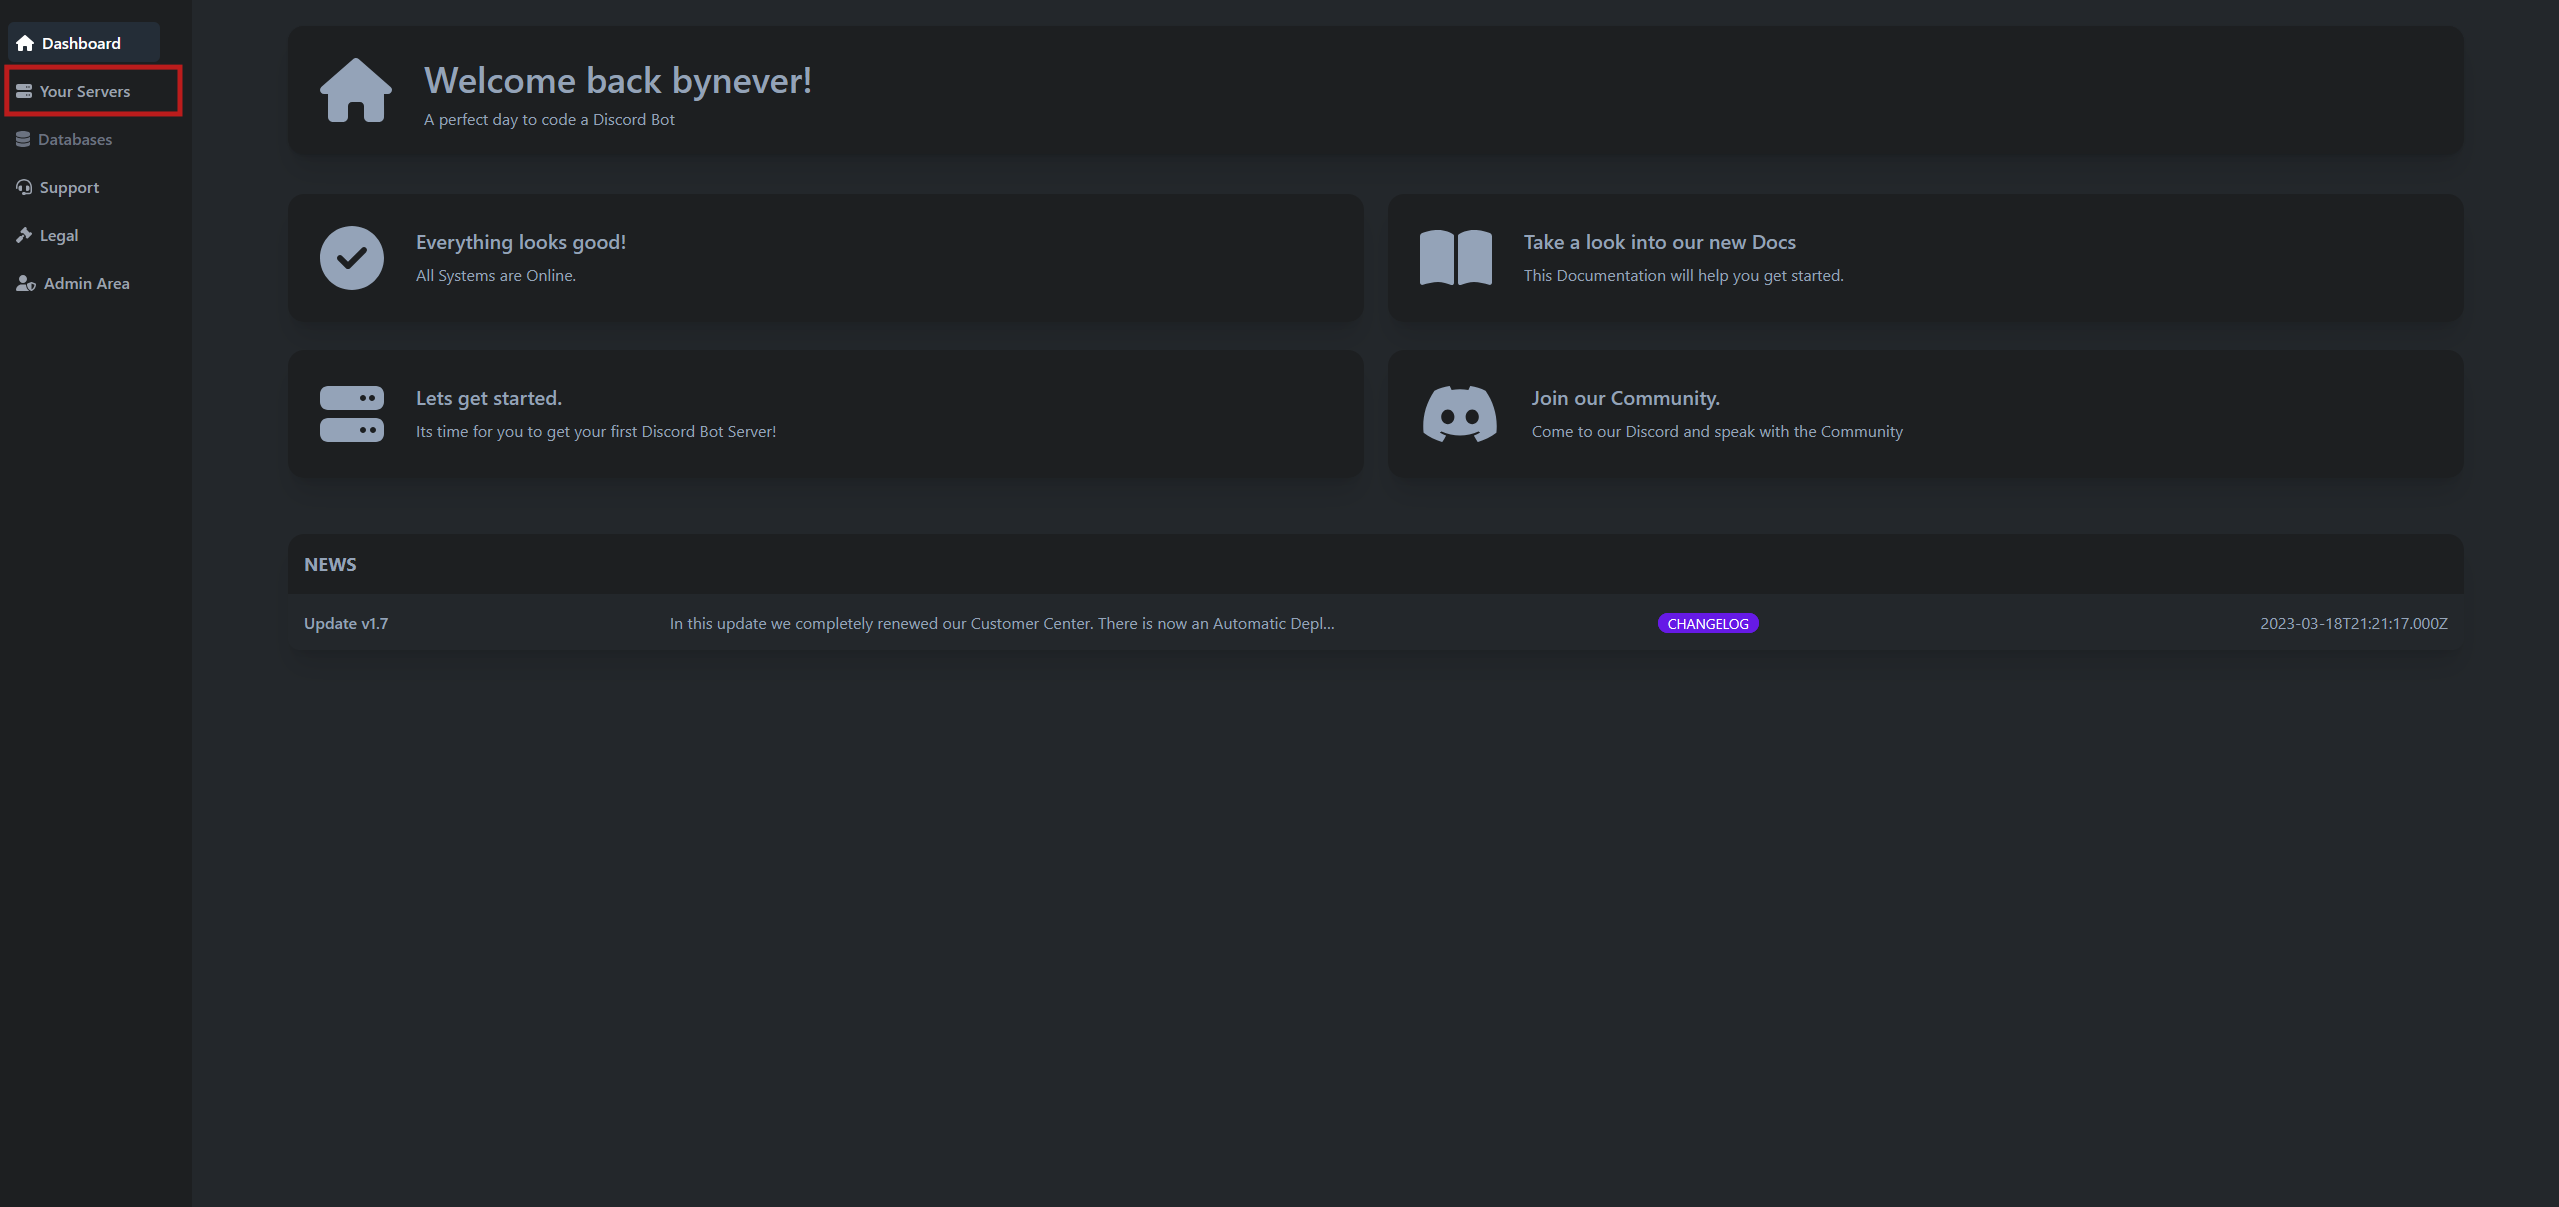 Dashboard
Your Servers
Databases
Support
Legal
Admin Area
Welcome back bynever!
A perfect day to code a Discord Bot
Everything looks good!
All Systems are Online.
Take a look into our new Docs
This Documentation will help you get started.
Lets get started.
Its time for you to get your first Discord Bot Server!
Join our Community.
Come to our Discord and speak with the Community
NEWS
Update v1.7 In this update we completely renewed our Customer Center. There is now an Automatic Depl... CHANGELOG 2023-03-18T21:21:17.000Z